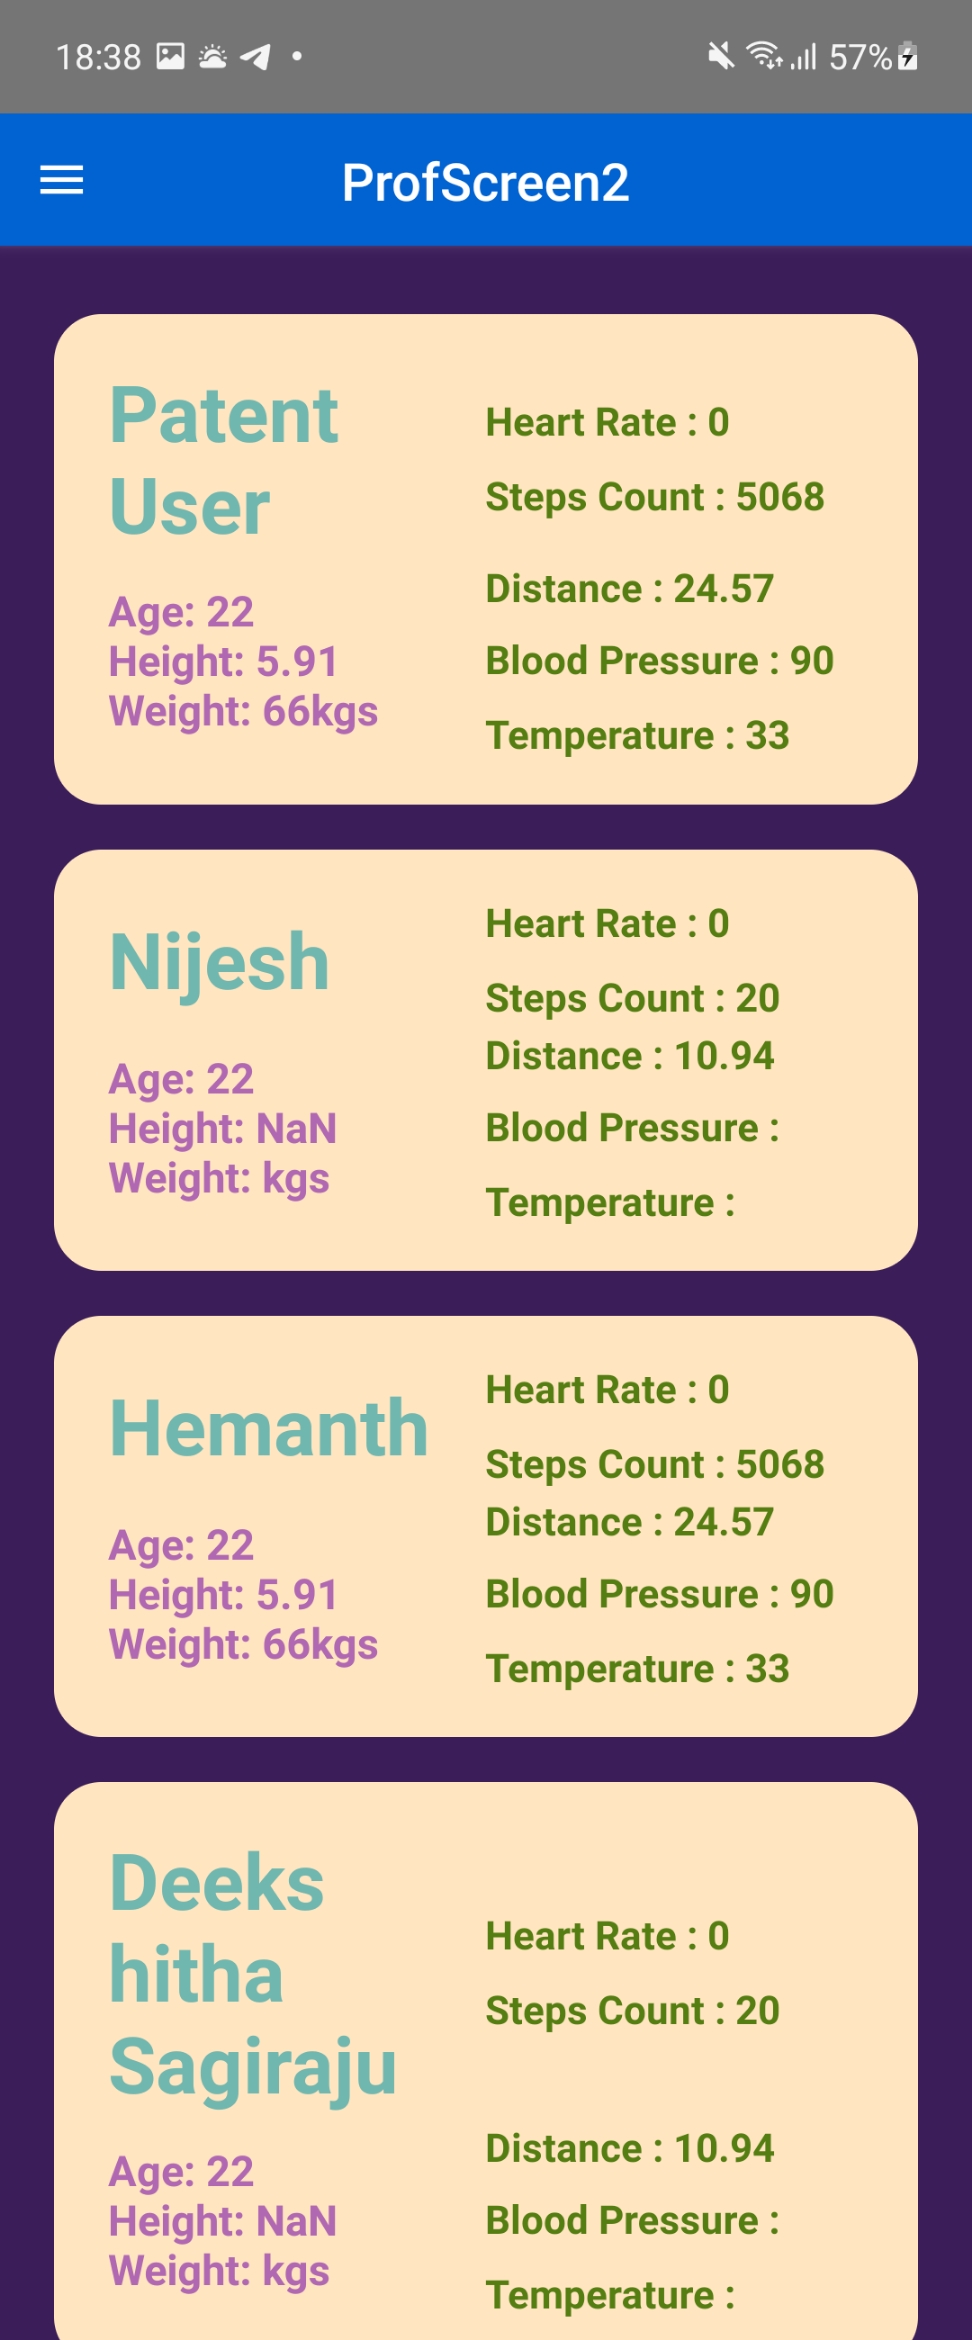 18:38
57%
ProfScreen2
Patent
User
Age: 22
Height: 5.91
Weight: 66kgs
Heart Rate : 0
Steps Count : 5068
Distance : 24.57
Blood Pressure : 90
Temperature : 33
Nijesh
Age: 22
Height: NaN
Weight: kgs
Heart Rate : 0
Steps Count : 20
Distance : 10.94
Blood Pressure :
Temperature :
Hemanth
Age: 22
Height: 5.91
Weight: 66kgs
Heart Rate : 0
Steps Count : 5068
Distance : 24.57
Blood Pressure : 90
Temperature : 33
Deeks
hitha
Sagiraju
Age: 22
Height: NaN
Weight: kgs
Heart Rate : 0
Steps Count : 20
Distance : 10.94
Blood Pressure :
Temperature :